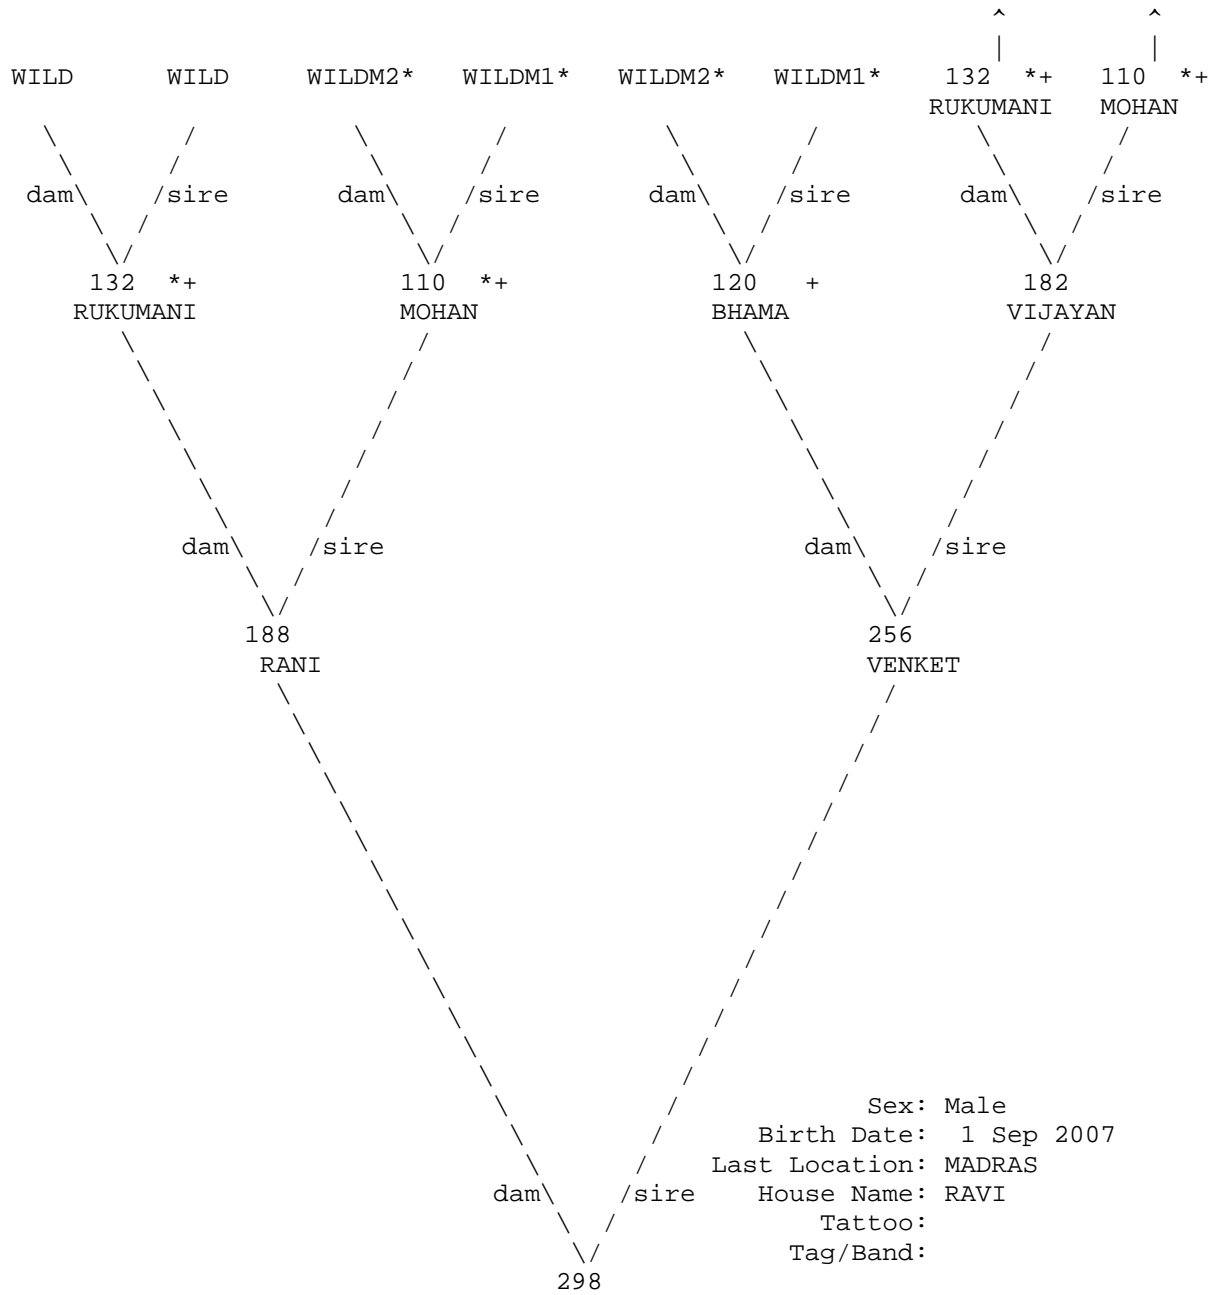 ^ ^
| |
WILD WILD WILDM2* WILDM1* WILDM2* WILDM1* 132 *+ 110 *+
RUKUMANI MOHAN
\ / \ / \ / \ /
\ / \ / \ / \ /
dam\ /sire dam\ /sire dam\ /sire dam\ /sire
\ / \ / \ / \ /
\/ \/ \/ \/
132 *+ 110 *+ 120 + 182
RUKUMANI MOHAN BHAMA VIJAYAN
dam\ /sire dam\ /sire
188 256
RANI VENKET
Sex: Male
Birth Date: 1 Sep 2007
Last Location: MADRAS
dam\ /sire House Name: RAVI
Tattoo:
Tag/Band:
298